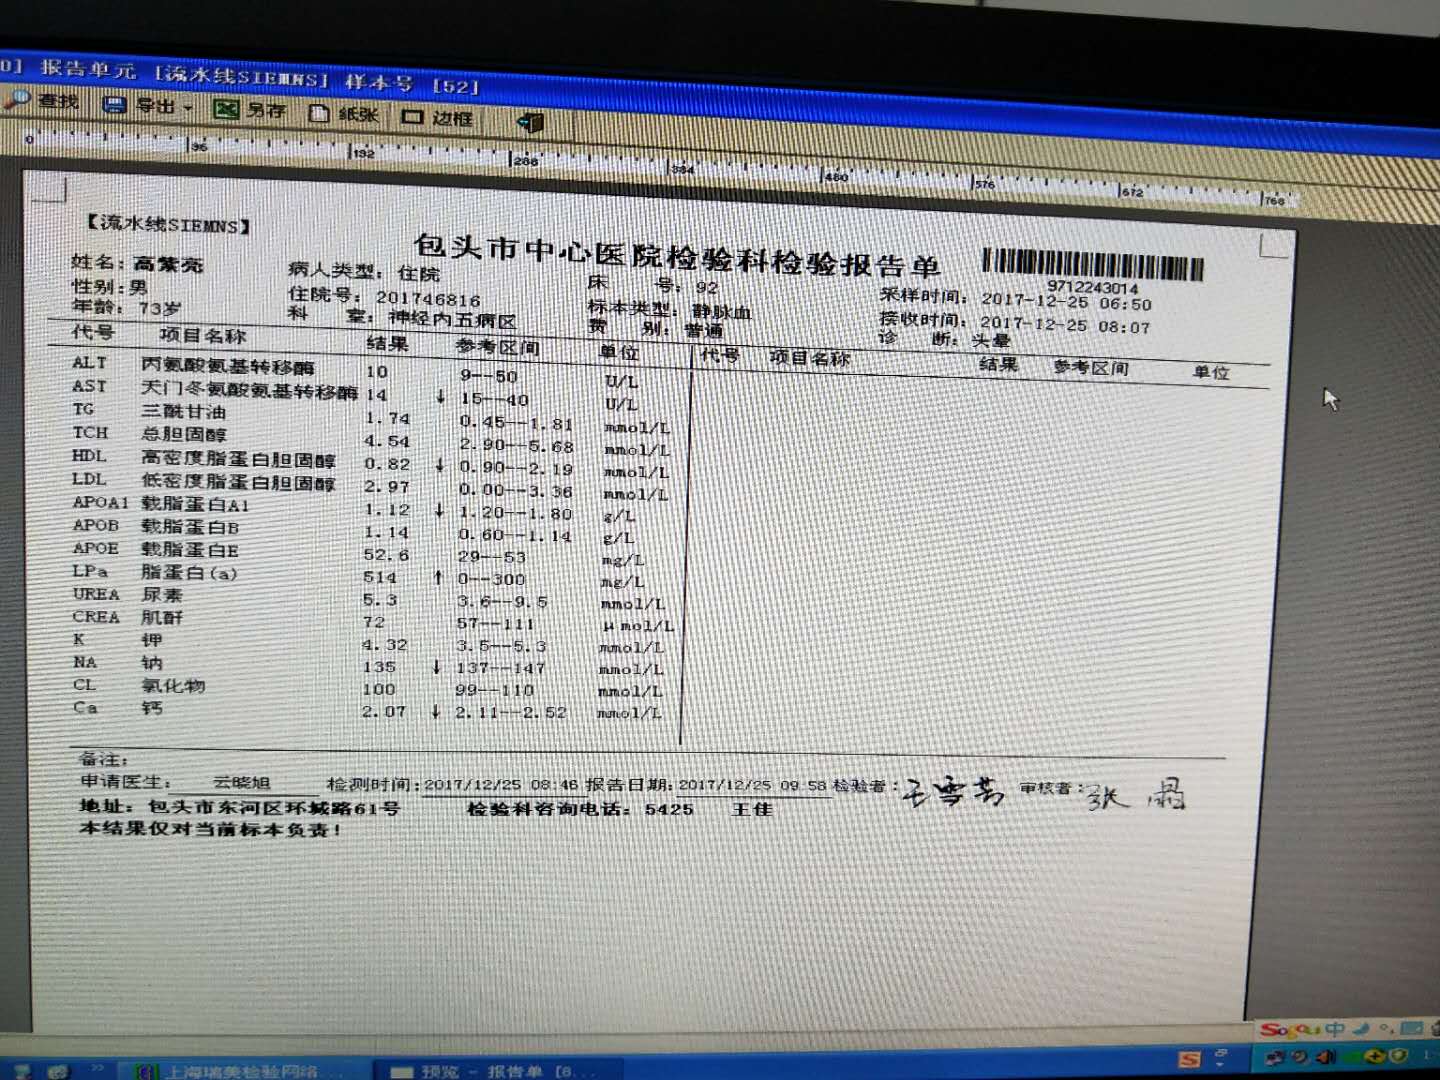 0] 报告单元 [流水线SIEMNS] 样本号 [52]
查找 导出 另存 纸张 边框
0 96 192 288 384 480 576 672 768
【流水线SIEMNS】
包头市中心医院检验科检验报告单
9712243014
姓名：高紫亮 病人类型：住院 床 号：92 采样时间：2017-12-25 06:50
性别：男 住院号：201746816 标本类型：静脉血 接收时间：2017-12-25 08:07
年龄：73岁 科 室：神经内五病区 费 别：普通 诊 断：头晕
代号 项目名称 结果 参考区间 单位 代号 项目名称 结果 参考区间 单位
ALT 丙氨酸氨基转移酶 10 9--50 U/L
AST 天门冬氨酸氨基转移酶 14 ↓ 15--40 U/L
TG 三酰甘油 1.74 0.45--1.81 mmol/L
TCH 总胆固醇 4.54 2.90--5.68 mmol/L
HDL 高密度脂蛋白胆固醇 0.82 ↓ 0.90--2.19 mmol/L
LDL 低密度脂蛋白胆固醇 2.97 0.00--3.36 mmol/L
APOA1 载脂蛋白A1 1.12 ↓ 1.20--1.80 g/L
APOB 载脂蛋白B 1.14 0.60--1.14 g/L
APOE 载脂蛋白E 52.6 29--53 mg/L
LPa 脂蛋白(a) 514 ↑ 0--300 mg/L
UREA 尿素 5.3 3.6--9.5 mmol/L
CREA 肌酐 72 57--111 μmol/L
K 钾 4.32 3.5--5.3 mmol/L
NA 钠 135 ↓ 137--147 mmol/L
CL 氯化物 100 99--110 mmol/L
Ca 钙 2.07 ↓ 2.11--2.52 mmol/L
备注：
申请医生： 云晓旭 检测时间：2017/12/25 08:46 报告日期：2017/12/25 09:58 检验者： 审核者：张
地址：包头市东河区环城路61号 检验科咨询电话：5425 王佳
本结果仅对当前标本负责！
Sogou 中
上海瑞美检验网络... 预览 - 报告单 [8...